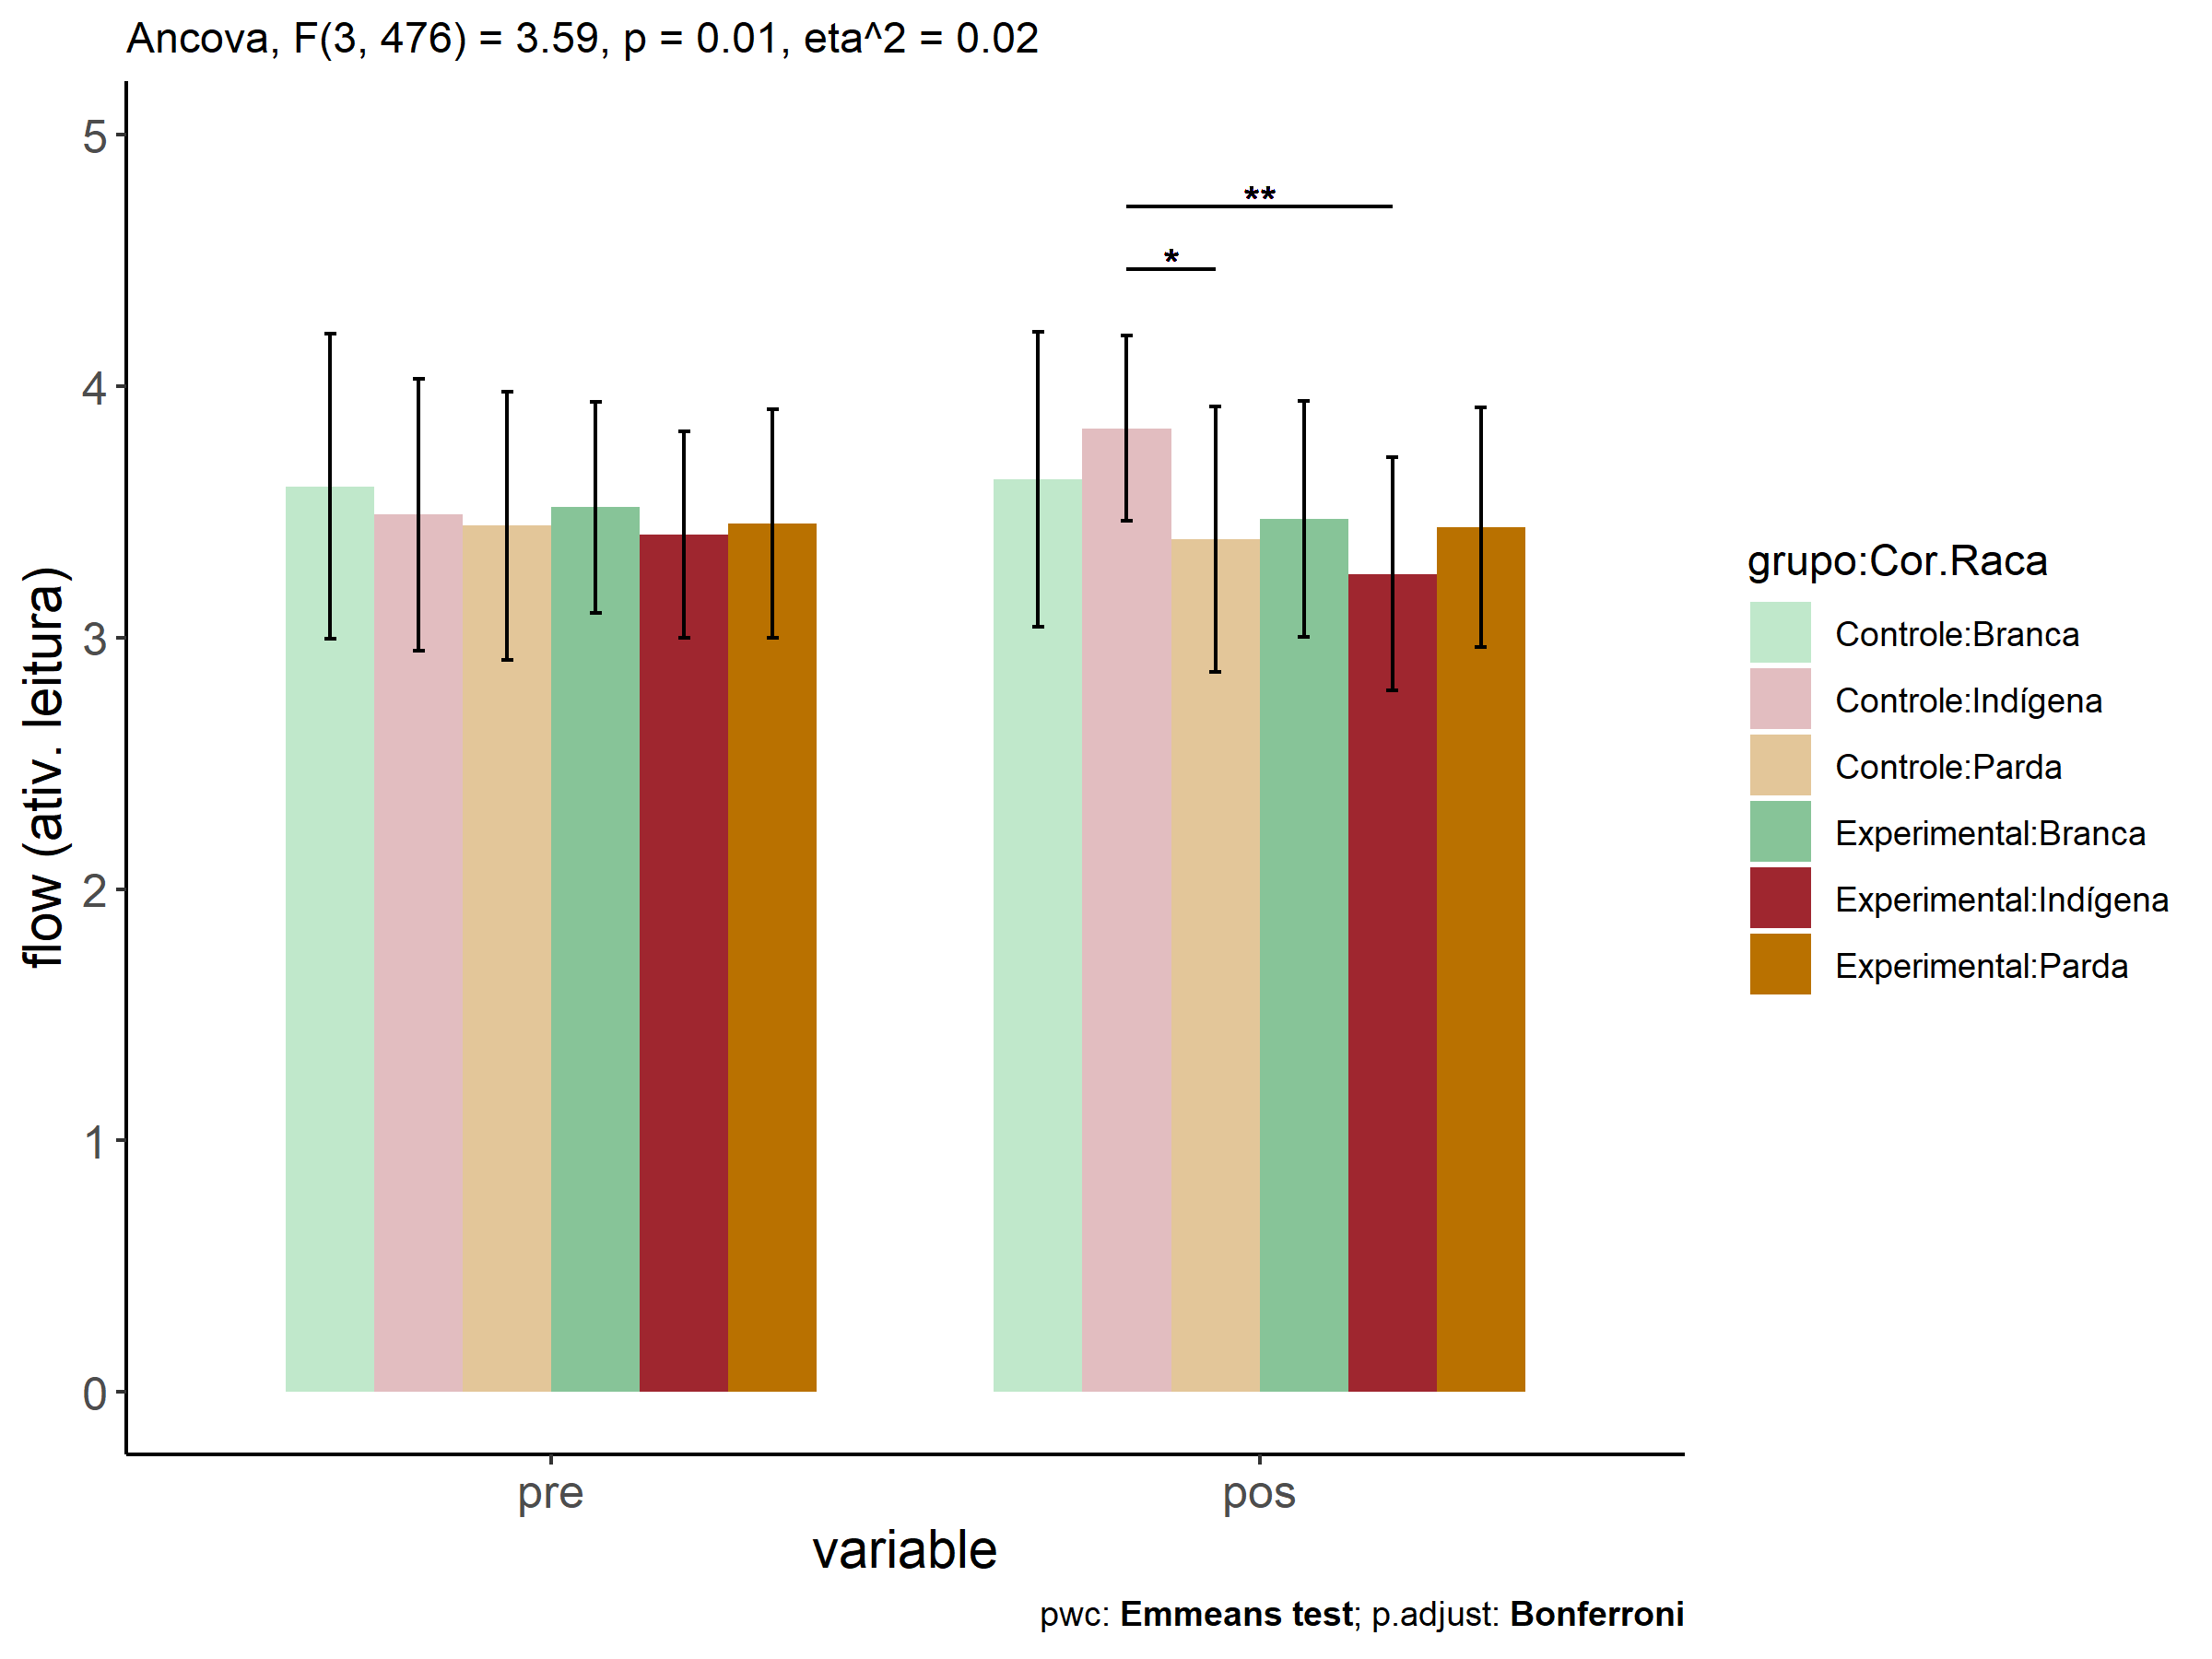 Ancova, F(3, 476) = 3.59, p = 0.01, eta^2 = 0.02
flow (ativ. leitura)
5
4
3
2
1
0
**
*
pre
pos
variable
grupo:Cor.Raca
Controle:Branca
Controle:Indígena
Controle:Parda
Experimental:Branca
Experimental:Indígena
Experimental:Parda
pwc: Emmeans test; p.adjust: Bonferroni